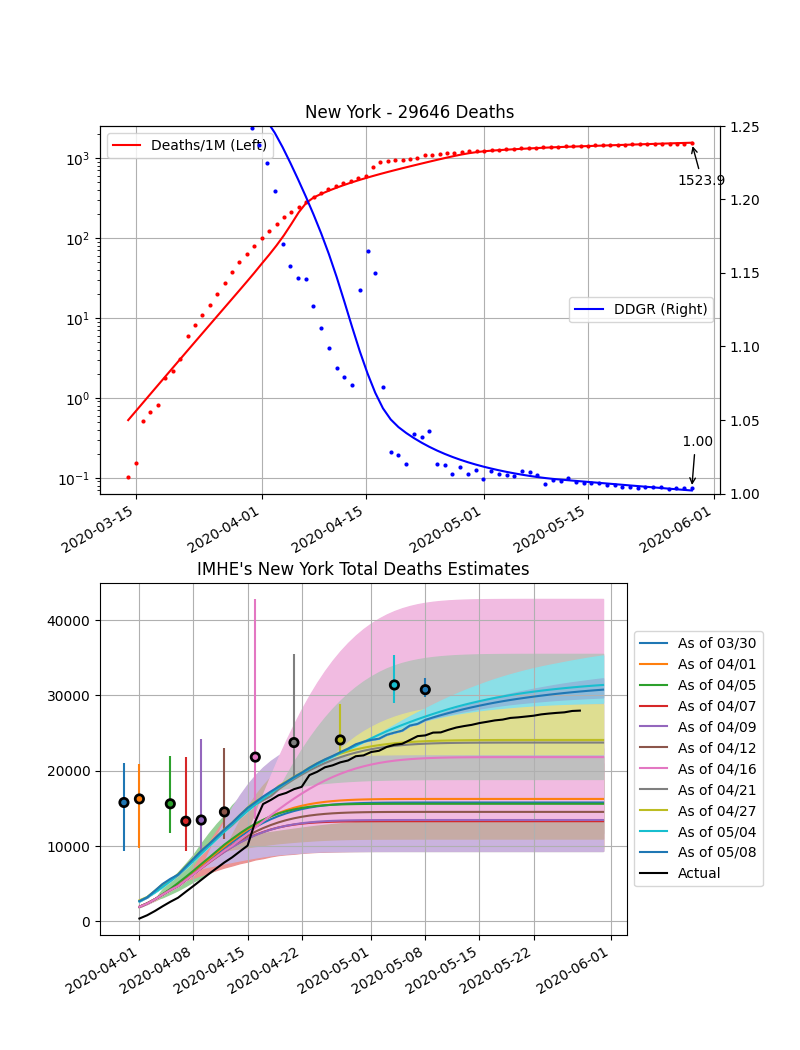 New York - 29646 Deaths
Deaths/1M (Left)
DDGR (Right)
1523.9
1.00
10³
10²
10¹
10⁰
10⁻¹
1.25
1.20
1.15
1.10
1.05
1.00
2020-03-15
2020-04-01
2020-04-15
2020-05-01
2020-05-15
2020-06-01
IMHE's New York Total Deaths Estimates
40000
30000
20000
10000
0
2020-04-01
2020-04-08
2020-04-15
2020-04-22
2020-05-01
2020-05-08
2020-05-15
2020-05-22
2020-06-01
As of 03/30
As of 04/01
As of 04/05
As of 04/07
As of 04/09
As of 04/12
As of 04/16
As of 04/21
As of 04/27
As of 05/04
As of 05/08
Actual